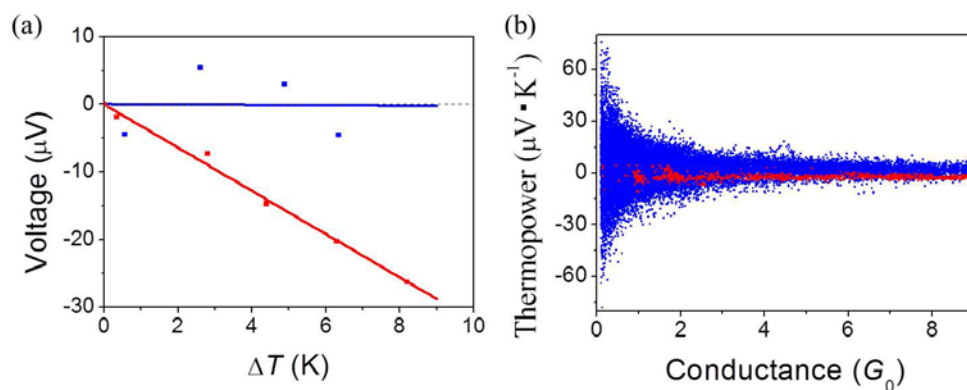 (a)
10
0
-10
-20
-30
Voltage (μV)
0 2 4 6 8 10
ΔT (K)
(b)
60
30
0
-30
-60
Thermopower (μV·K⁻¹)
0 2 4 6 8
Conductance (G₀)